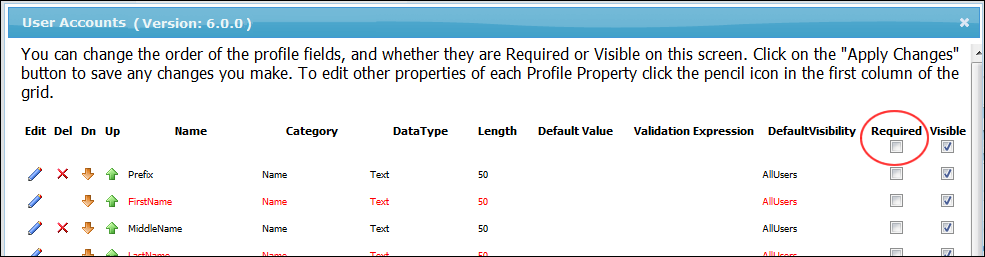 User Accounts (Version: 6.0.0)
You can change the order of the profile fields, and whether they are Required or Visible on this screen. Click on the "Apply Changes"
button to save any changes you make. To edit other properties of each Profile Property click the pencil icon in the first column of the
grid.
Edit Del Dn Up Name Category DataType Length Default Value Validation Expression DefaultVisibility Required Visible
Prefix Name Text 50 AllUsers
FirstName Name Text 50 AllUsers
MiddleName Name Text 50 AllUsers
LastName Name Text 50 AllUsers